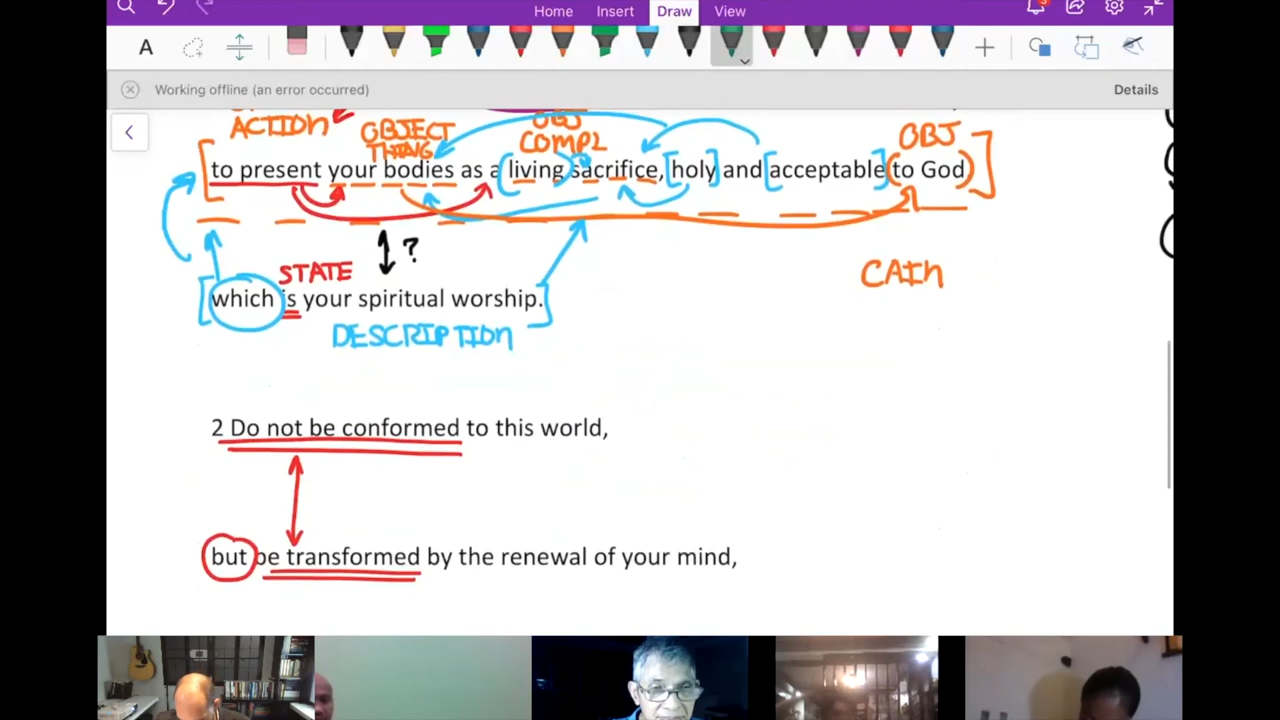 Home Insert Draw View
A
Working offline (an error occurred) Details
ACTION
OBJECT
THING
OBJ
COMPL
OBJ
to present your bodies as a living sacrifice, holy and acceptable to God
?
STATE
CAIN
which is your spiritual worship.
DESCRIPTION
2 Do not be conformed to this world,
but be transformed by the renewal of your mind,